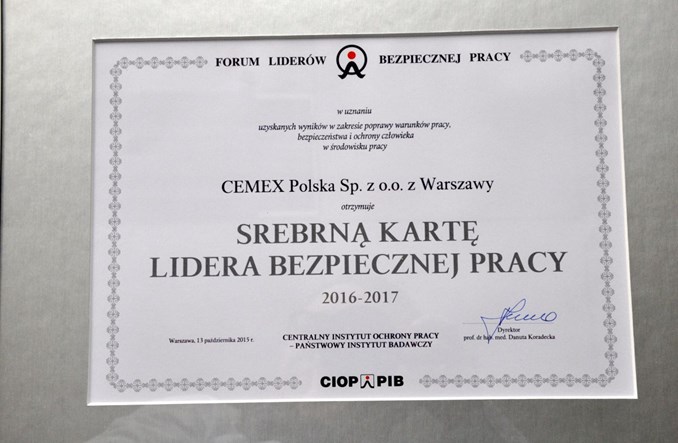 FORUM LIDERÓW BEZPIECZNEJ PRACY
w uznaniu
uzyskanych wyników w zakresie poprawy warunków pracy,
bezpieczeństwa i ochrony człowieka
w środowisku pracy
CEMEX Polska Sp. z o.o. z Warszawy
otrzymuje
SREBRNĄ KARTĘ
LIDERA BEZPIECZNEJ PRACY
2016-2017
Warszawa, 13 października 2015 r.
CENTRALNY INSTYTUT OCHRONY PRACY
– PAŃSTWOWY INSTYTUT BADAWCZY
Dyrektor
prof. dr hab. med. Danuta Koradecka
CIOP PIB